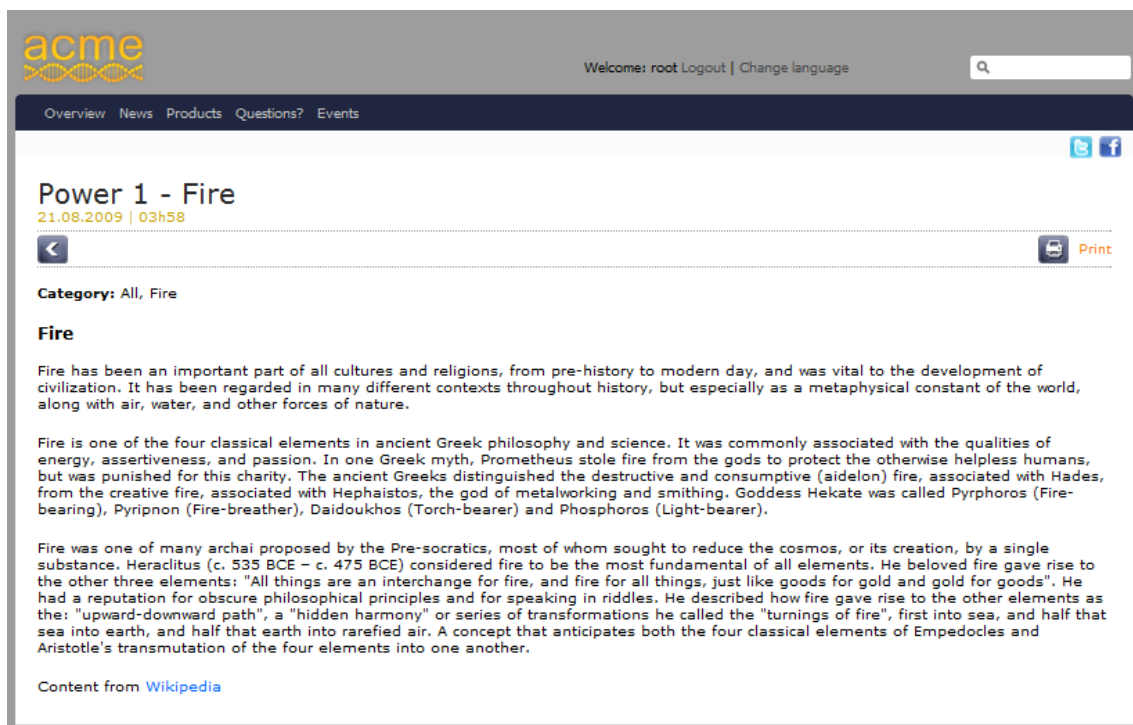 acme
Welcome: root Logout | Change language
Overview News Products Questions? Events
Power 1 - Fire
21.08.2009 | 03h58
Print
Category: All, Fire
Fire
Fire has been an important part of all cultures and religions, from pre-history to modern day, and was vital to the development of
civilization. It has been regarded in many different contexts throughout history, but especially as a metaphysical constant of the world,
along with air, water, and other forces of nature.
Fire is one of the four classical elements in ancient Greek philosophy and science. It was commonly associated with the qualities of
energy, assertiveness, and passion. In one Greek myth, Prometheus stole fire from the gods to protect the otherwise helpless humans,
but was punished for this charity. The ancient Greeks distinguished the destructive and consumptive (aidelon) fire, associated with Hades,
from the creative fire, associated with Hephaistos, the god of metalworking and smithing. Goddess Hekate was called Pyrphoros (Fire-
bearing), Pyripnon (Fire-breather), Daidoukhos (Torch-bearer) and Phosphoros (Light-bearer).
Fire was one of many archai proposed by the Pre-socratics, most of whom sought to reduce the cosmos, or its creation, by a single
substance. Heraclitus (c. 535 BCE – c. 475 BCE) considered fire to be the most fundamental of all elements. He beloved fire gave rise to
the other three elements: "All things are an interchange for fire, and fire for all things, just like goods for gold and gold for goods". He
had a reputation for obscure philosophical principles and for speaking in riddles. He described how fire gave rise to the other elements as
the: "upward-downward path", a "hidden harmony" or series of transformations he called the "turnings of fire", first into sea, and half that
sea into earth, and half that earth into rarefied air. A concept that anticipates both the four classical elements of Empedocles and
Aristotle's transmutation of the four elements into one another.
Content from Wikipedia